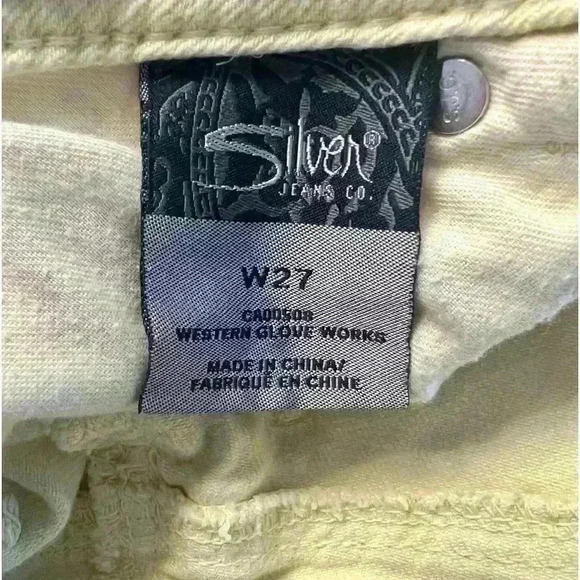 Silver®
JEANS CO.
W27
CA00508
WESTERN GLOVE WORKS
MADE IN CHINA/
FABRIQUÉ EN CHINE